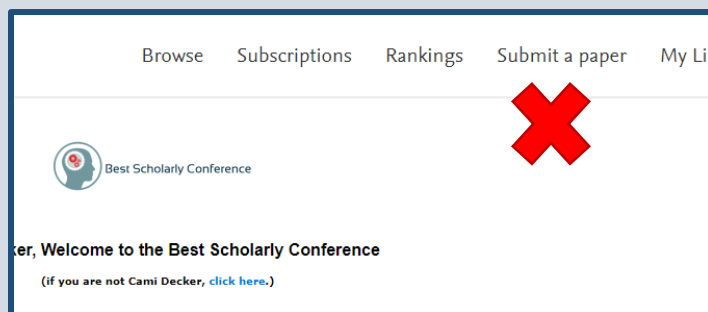 Browse Subscriptions Rankings Submit a paper My Li
Best Scholarly Conference
ker, Welcome to the Best Scholarly Conference
(if you are not Cami Decker, click here.)